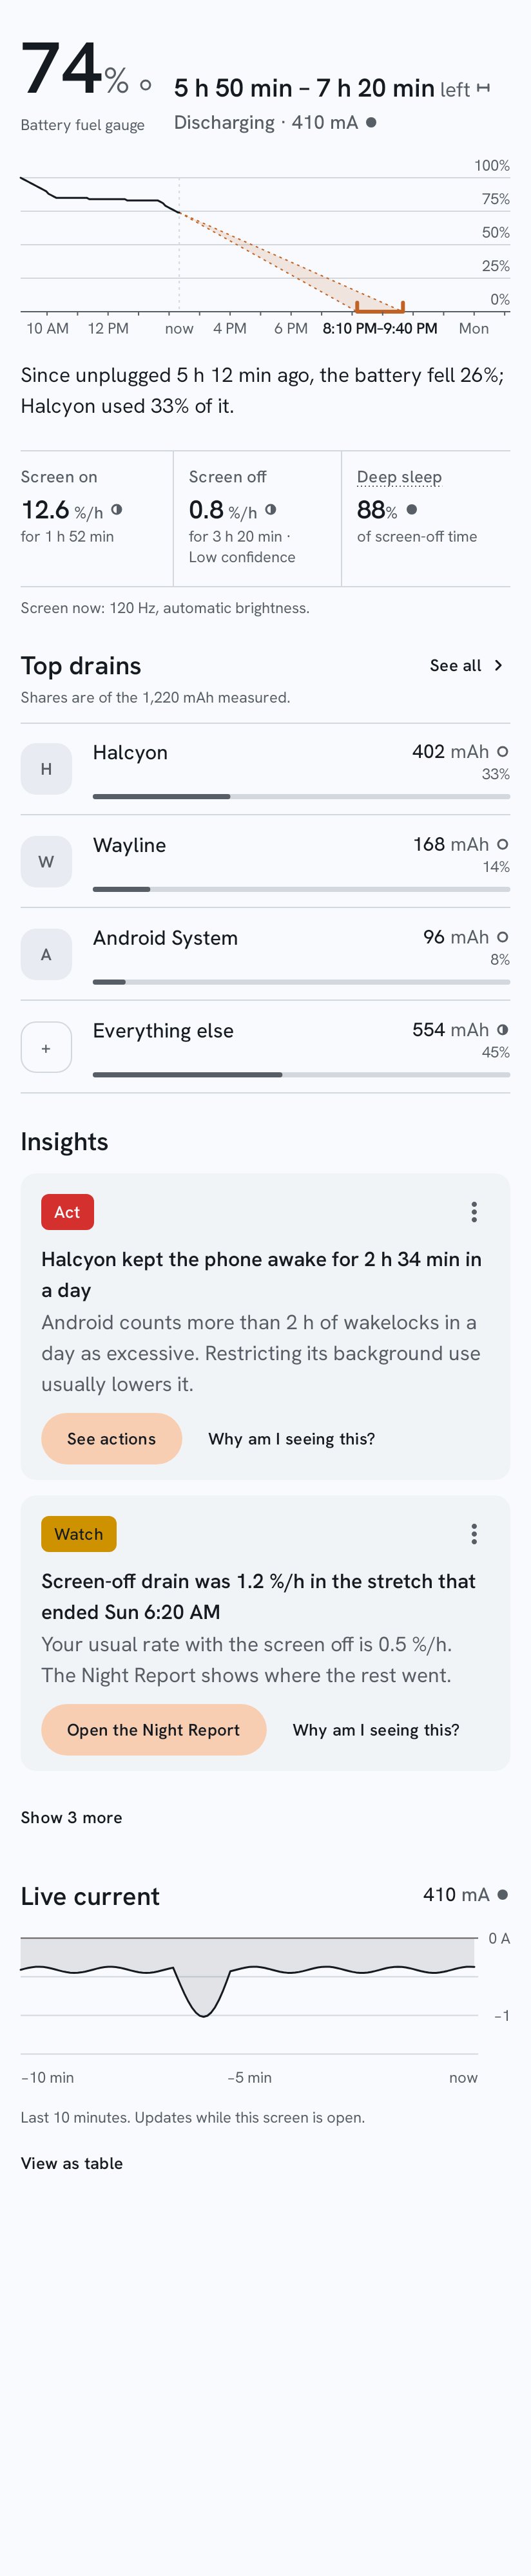 74%
5 h 50 min – 7 h 20 min left
Battery fuel gauge
Discharging · 410 mA
100%
75%
50%
25%
0%
10 AM 12 PM now 4 PM 6 PM 8:10 PM–9:40 PM Mon
Since unplugged 5 h 12 min ago, the battery fell 26%;
Halcyon used 33% of it.
Screen on
12.6 %/h
for 1 h 52 min
Screen off
0.8 %/h
for 3 h 20 min ·
Low confidence
Deep sleep
88%
of screen-off time
Screen now: 120 Hz, automatic brightness.
Top drains
See all
Shares are of the 1,220 mAh measured.
H
Halcyon
402 mAh
33%
W
Wayline
168 mAh
14%
A
Android System
96 mAh
8%
+
Everything else
554 mAh
45%
Insights
Act
Halcyon kept the phone awake for 2 h 34 min in
a day
Android counts more than 2 h of wakelocks in a
day as excessive. Restricting its background use
usually lowers it.
See actions
Why am I seeing this?
Watch
Screen-off drain was 1.2 %/h in the stretch that
ended Sun 6:20 AM
Your usual rate with the screen off is 0.5 %/h.
The Night Report shows where the rest went.
Open the Night Report
Why am I seeing this?
Show 3 more
Live current
410 mA
0 A
−1
−10 min −5 min now
Last 10 minutes. Updates while this screen is open.
View as table